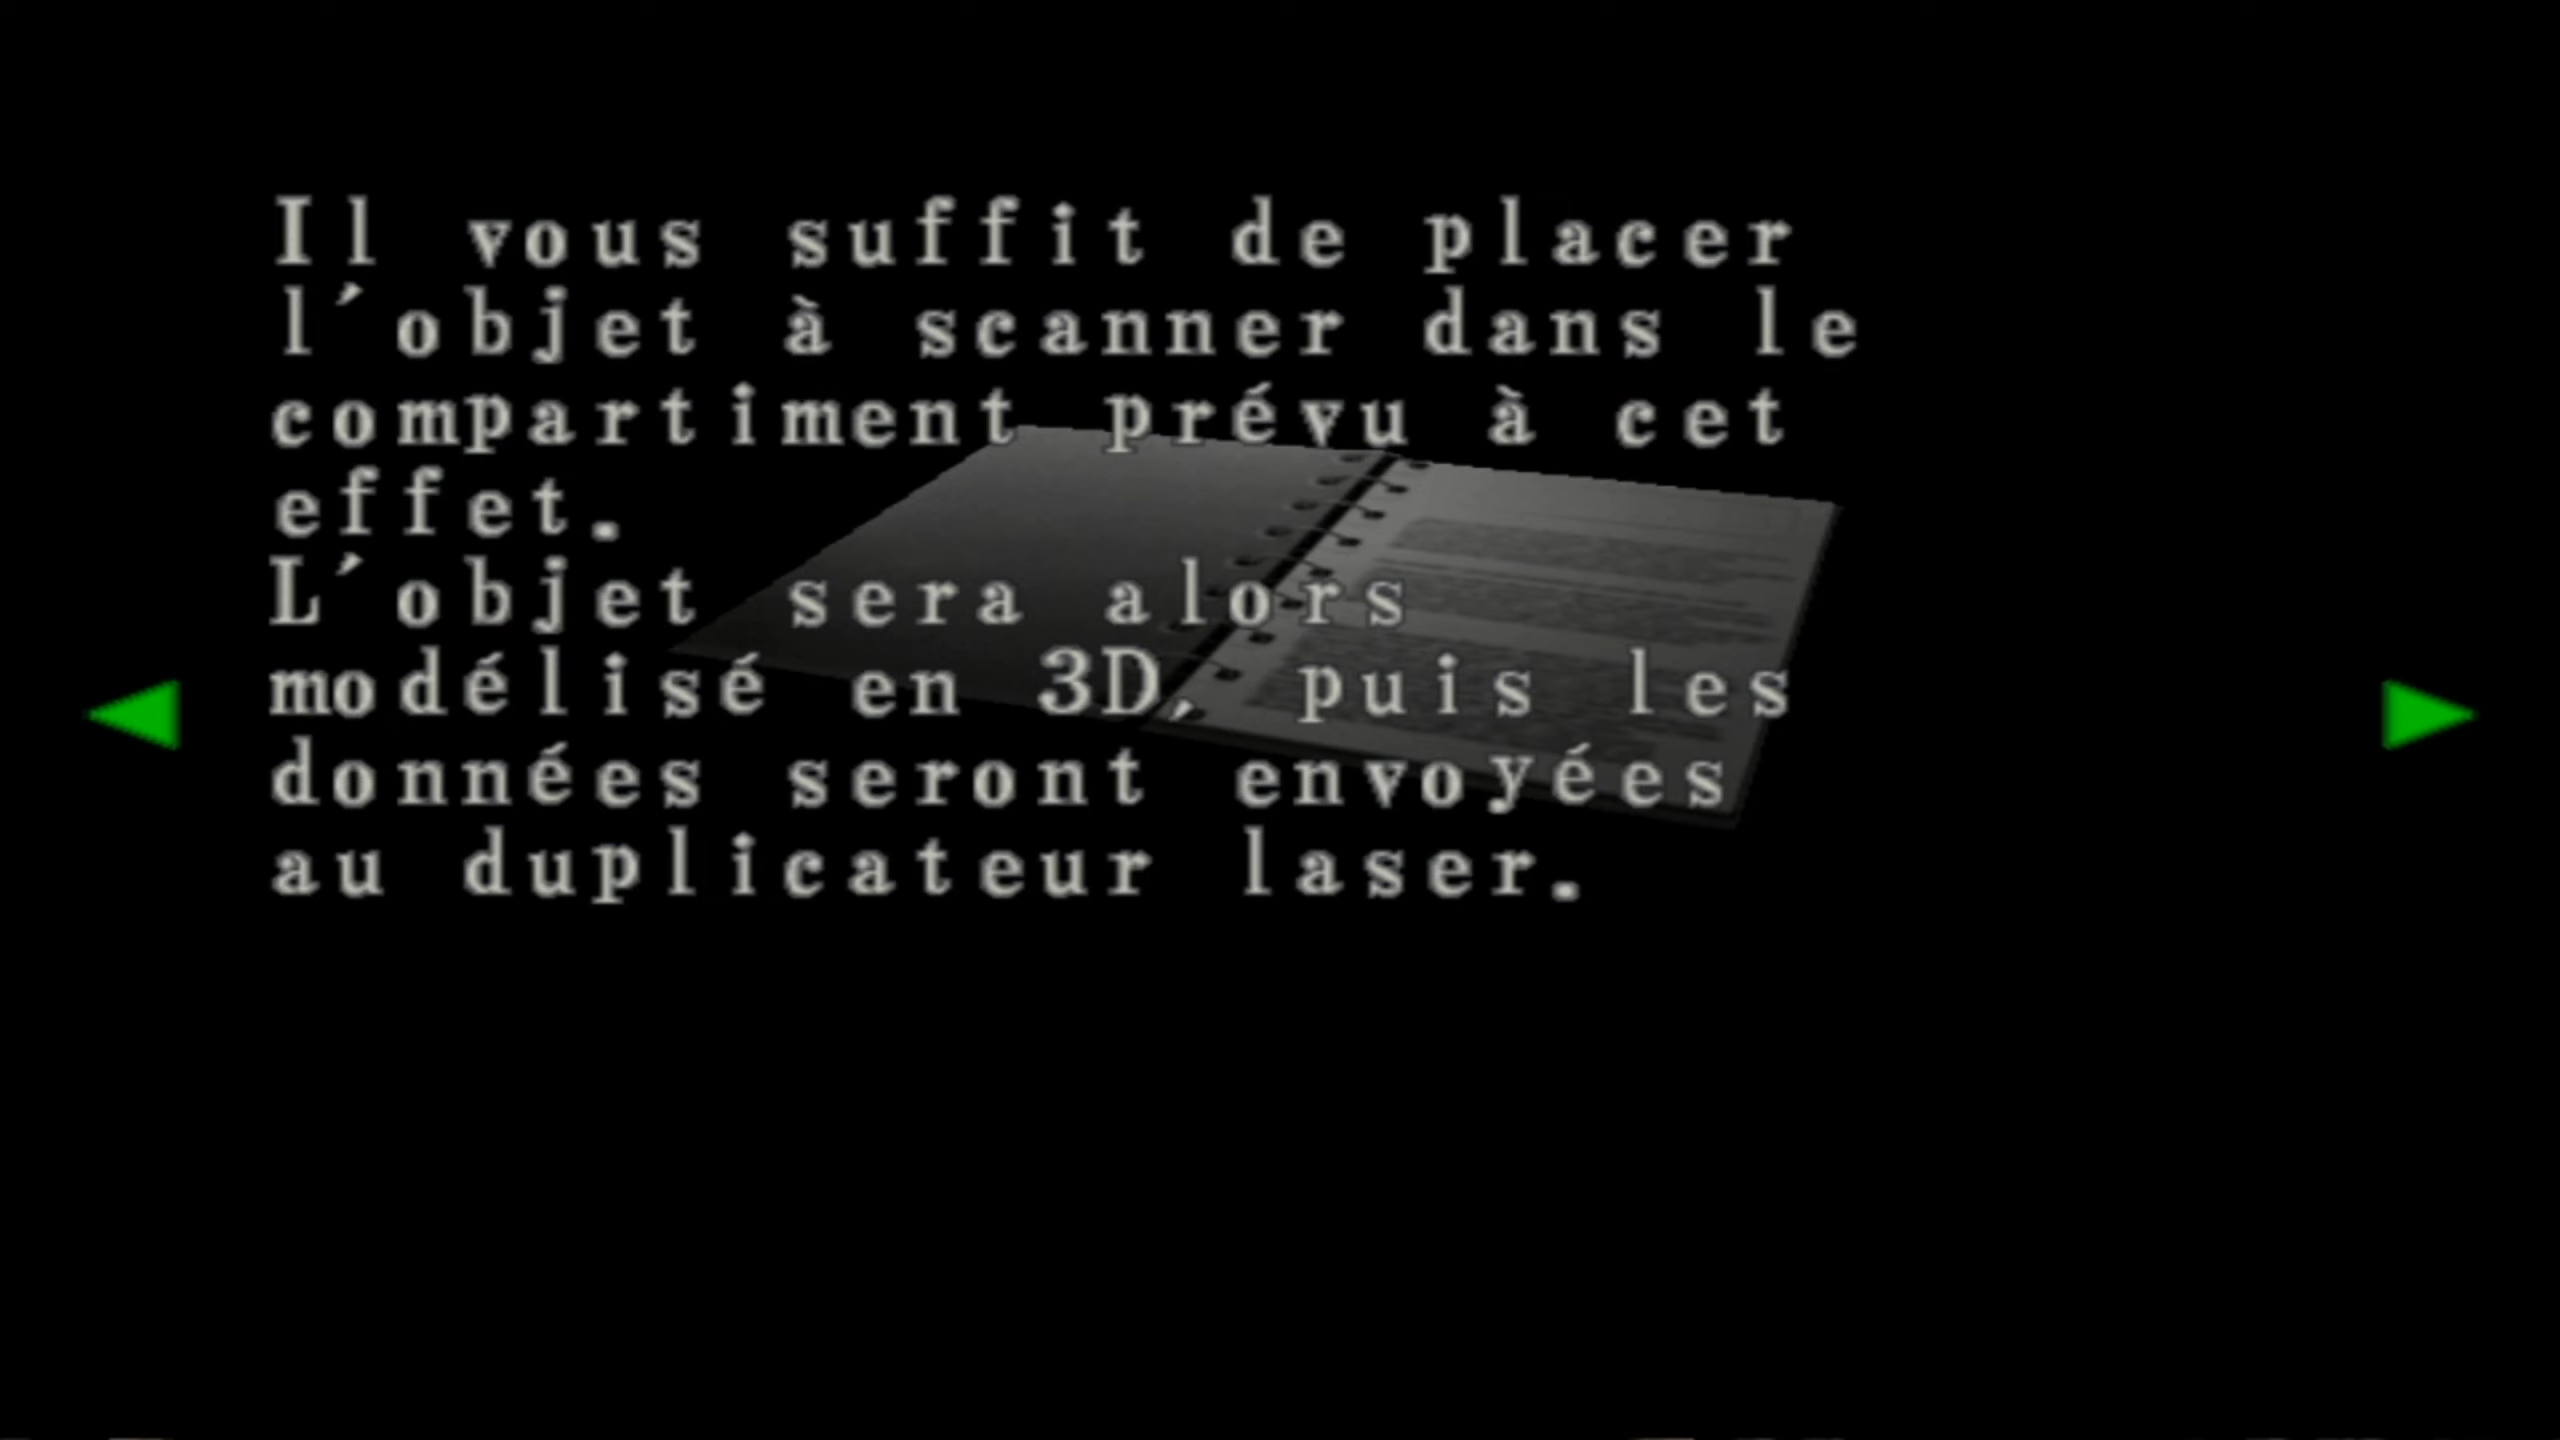 Il vous suffit de placer
l´objet à scanner dans le
compartiment prévu à cet
effet.
L´objet sera alors
modélisé en 3D, puis les
données seront envoyées
au duplicateur laser.